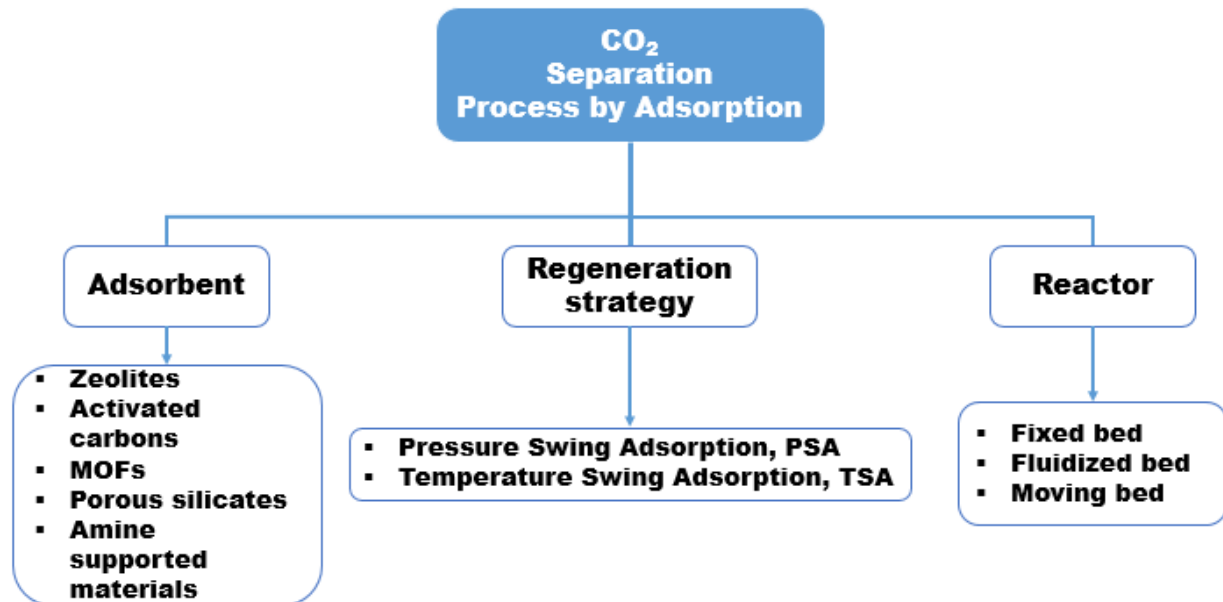 CO₂
Separation
Process by Adsorption
Adsorbent
Regeneration
strategy
Reactor
▪ Zeolites
▪ Activated
carbons
▪ MOFs
▪ Porous silicates
▪ Amine
supported
materials
▪ Pressure Swing Adsorption, PSA
▪ Temperature Swing Adsorption, TSA
▪ Fixed bed
▪ Fluidized bed
▪ Moving bed